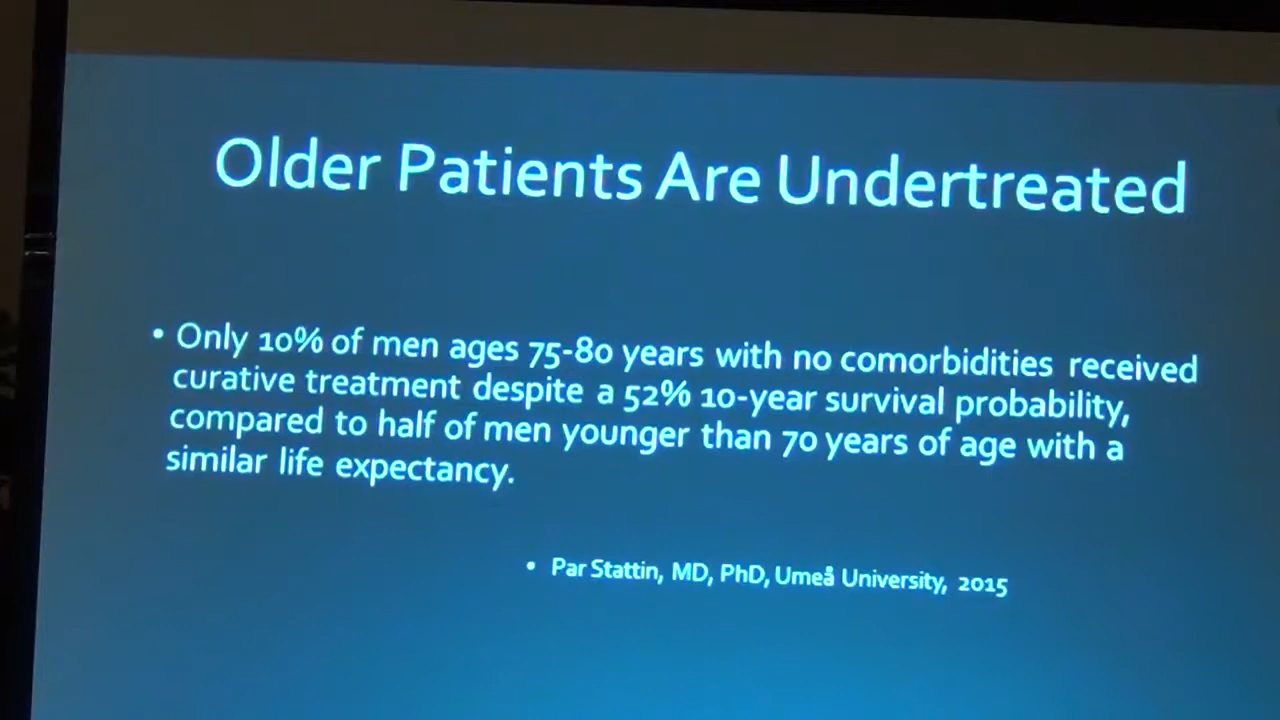 Older Patients Are Undertreated
• Only 10% of men ages 75-80 years with no comorbidities received
curative treatment despite a 52% 10-year survival probability,
compared to half of men younger than 70 years of age with a
similar life expectancy.
• Par Stattin, MD, PhD, Umeå University, 2015